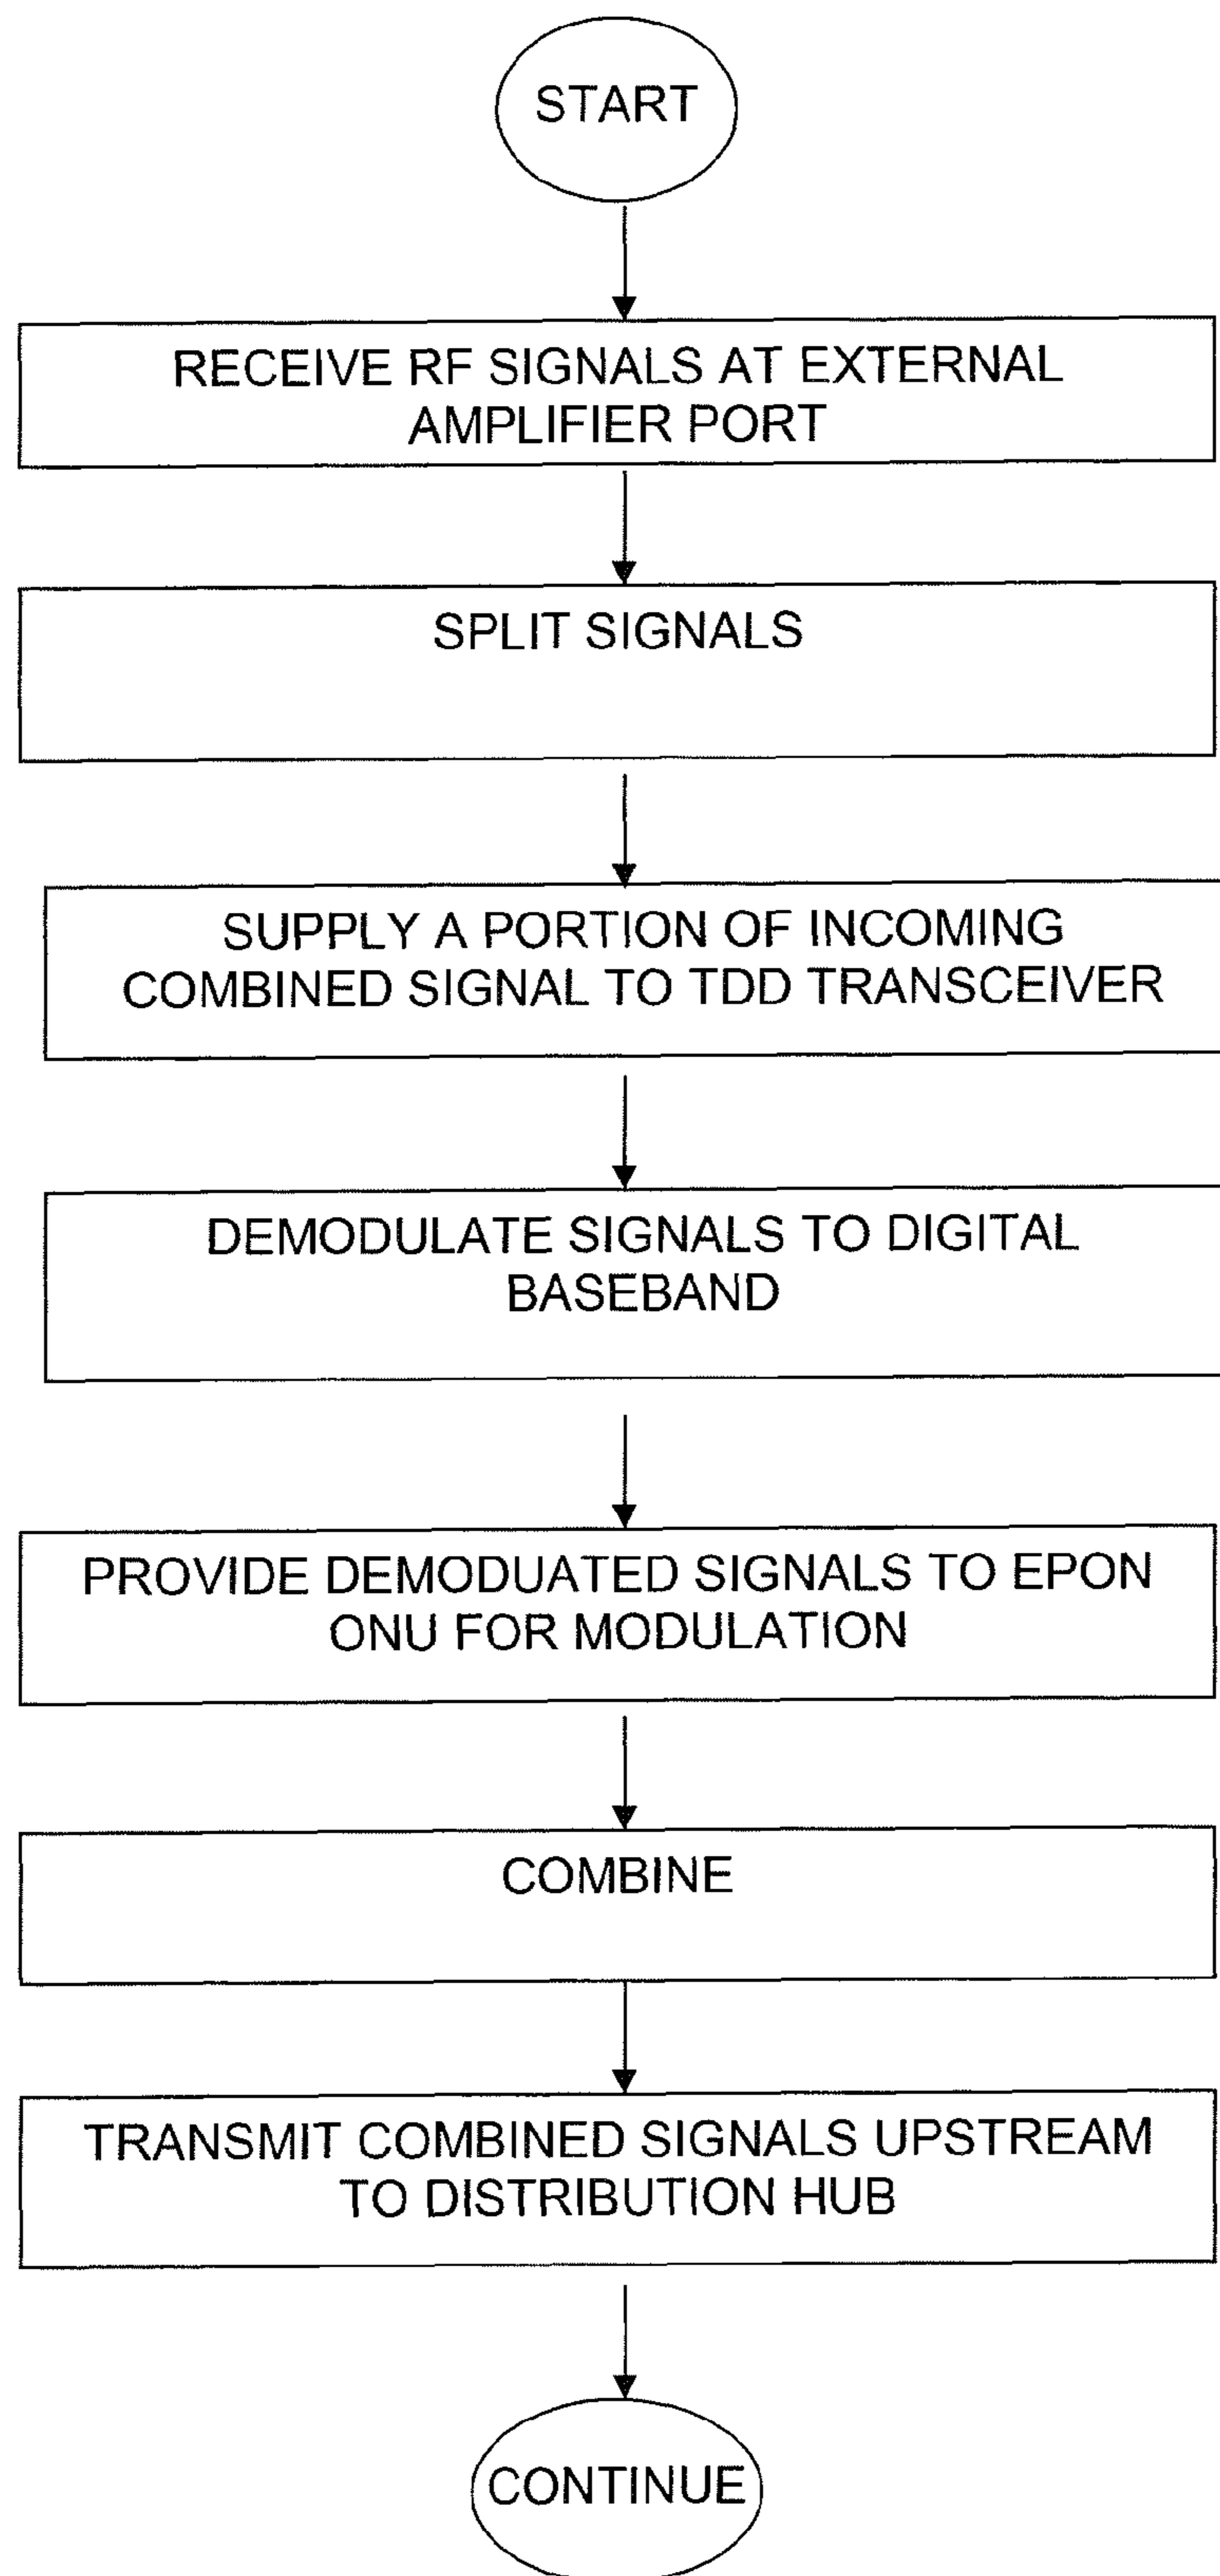 START
RECEIVE RF SIGNALS AT EXTERNAL
AMPLIFIER PORT
SPLIT SIGNALS
SUPPLY A PORTION OF INCOMING
COMBINED SIGNAL TO TDD TRANSCEIVER
DEMODULATE SIGNALS TO DIGITAL
BASEBAND
PROVIDE DEMODUATED SIGNALS TO EPON
ONU FOR MODULATION
COMBINE
TRANSMIT COMBINED SIGNALS UPSTREAM
TO DISTRIBUTION HUB
CONTINUE